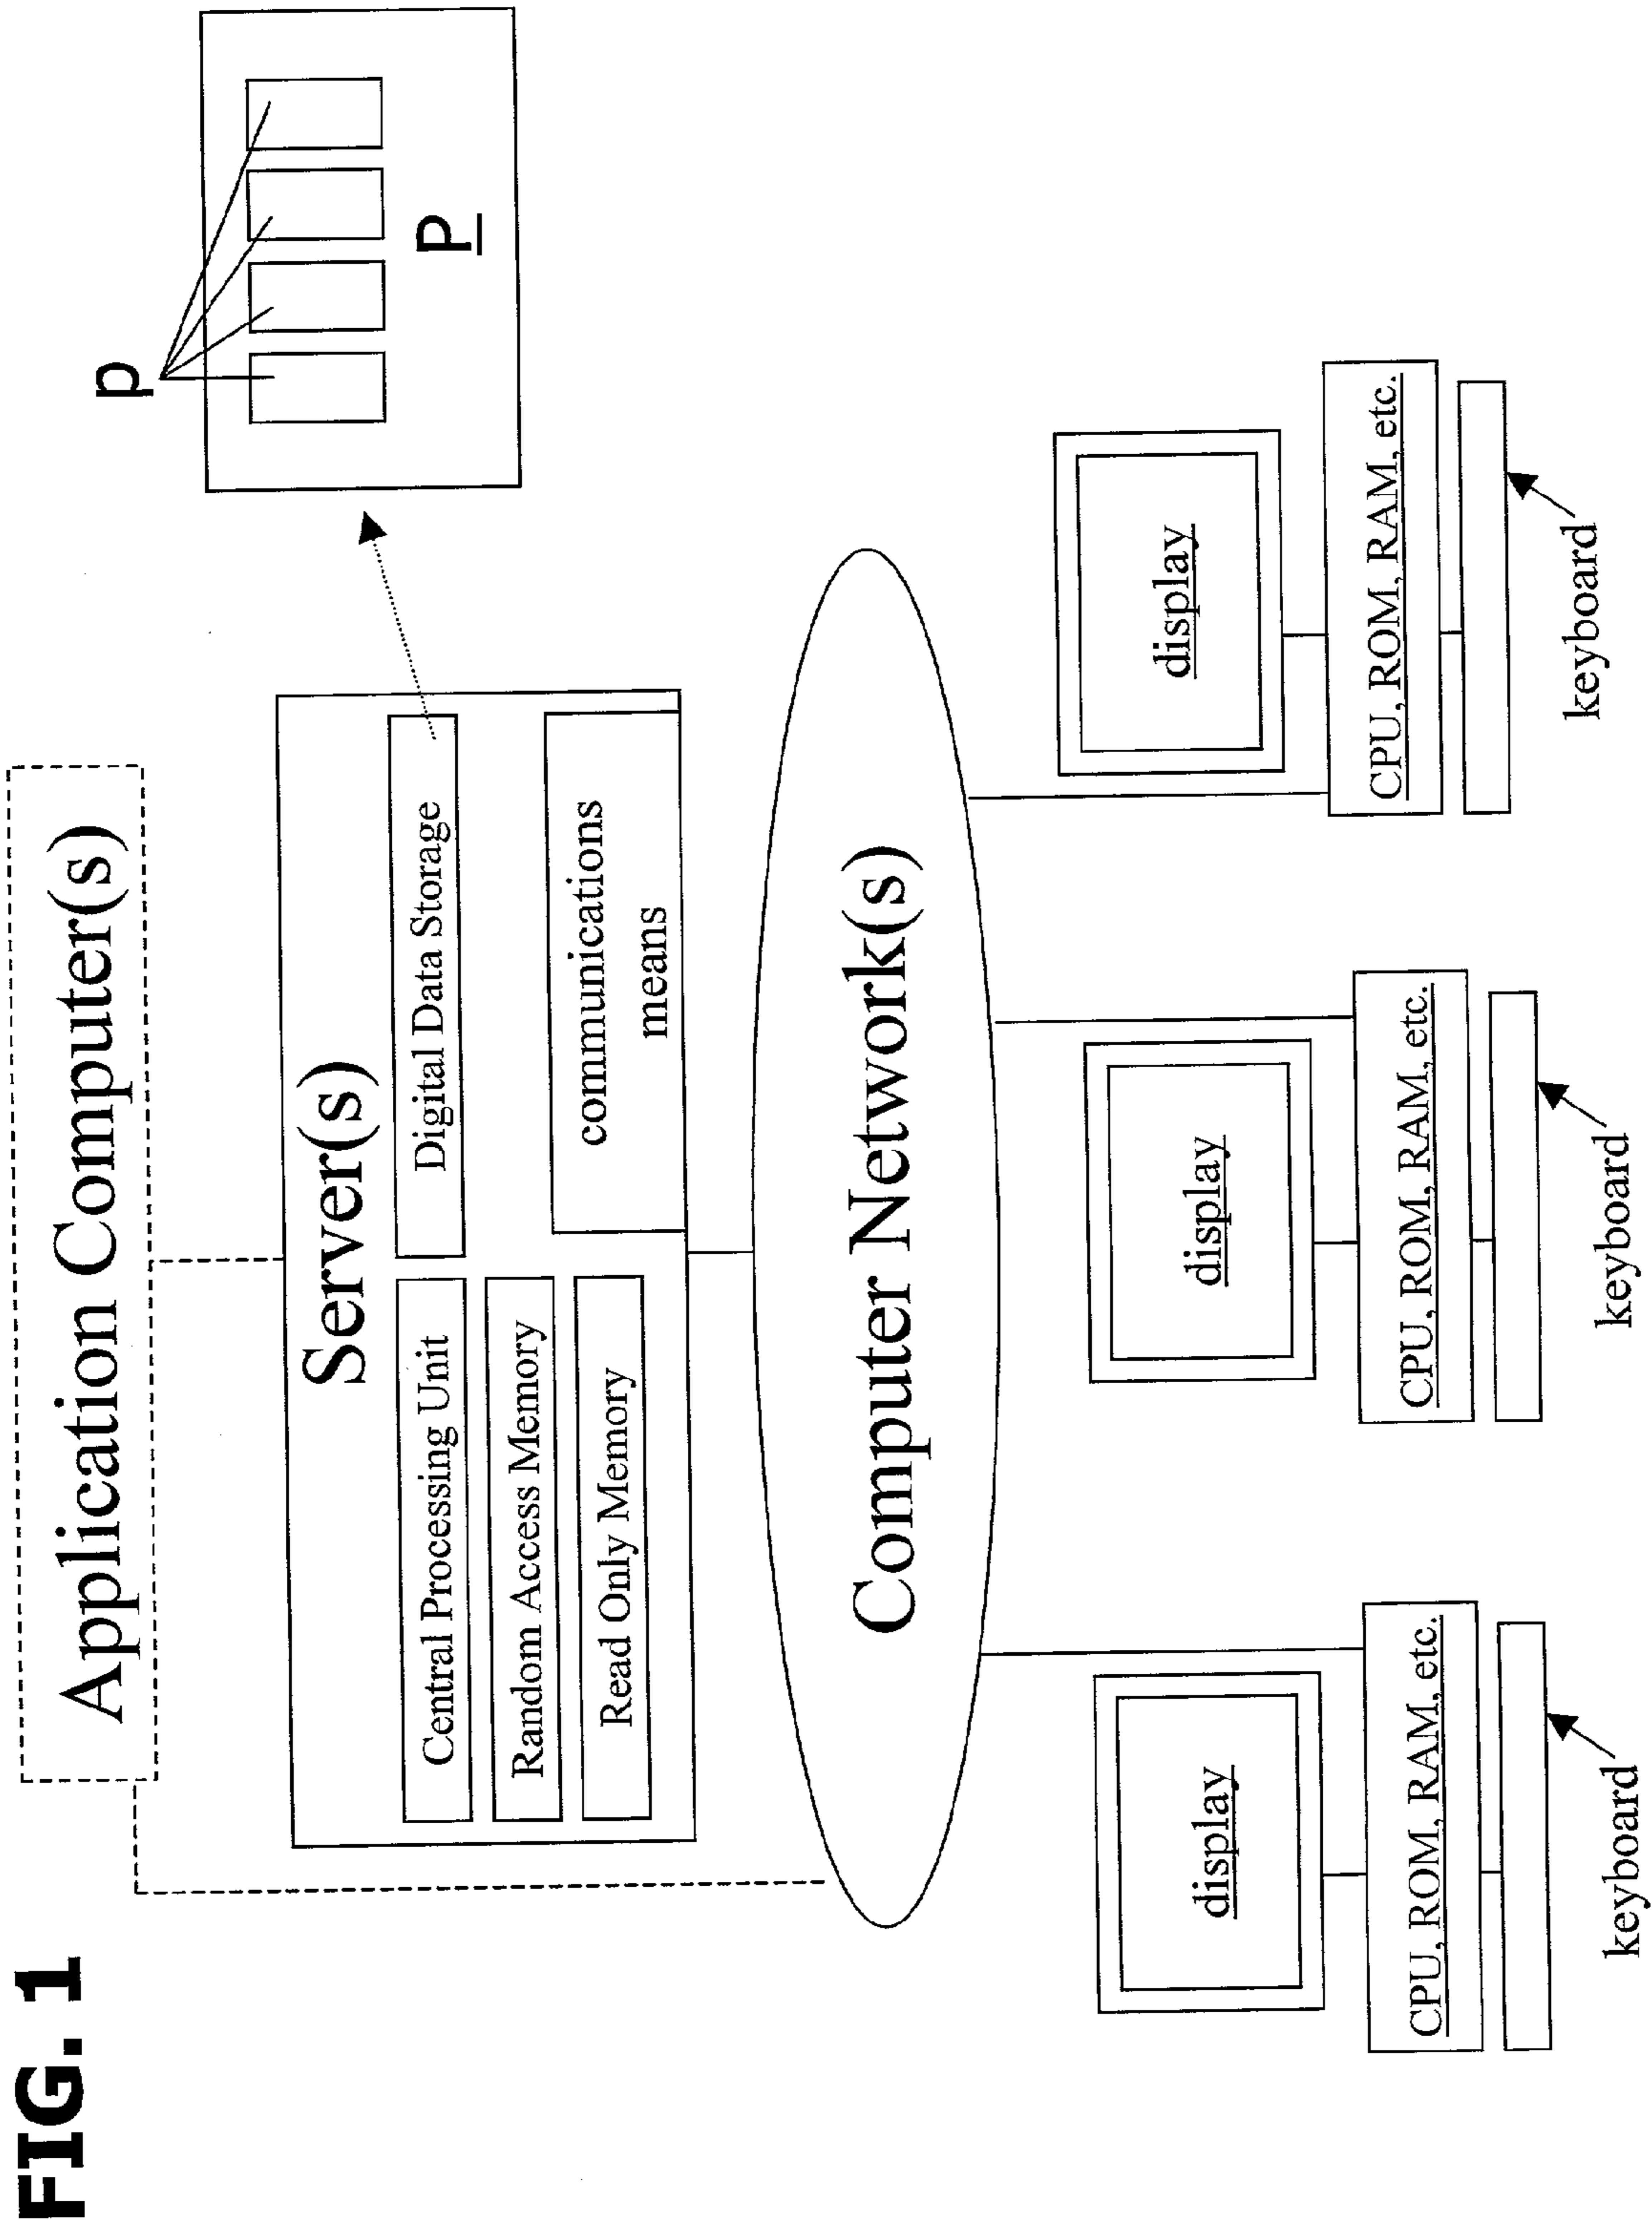 FIG. 1
Application Computer(s)
Server(s)
Central Processing Unit
Random Access Memory
Read Only Memory
Digital Data Storage
communications
means
p
P
Computer Network(s)
display
CPU, ROM, RAM, etc.
keyboard
display
CPU, ROM, RAM, etc.
keyboard
display
CPU, ROM, RAM, etc.
keyboard